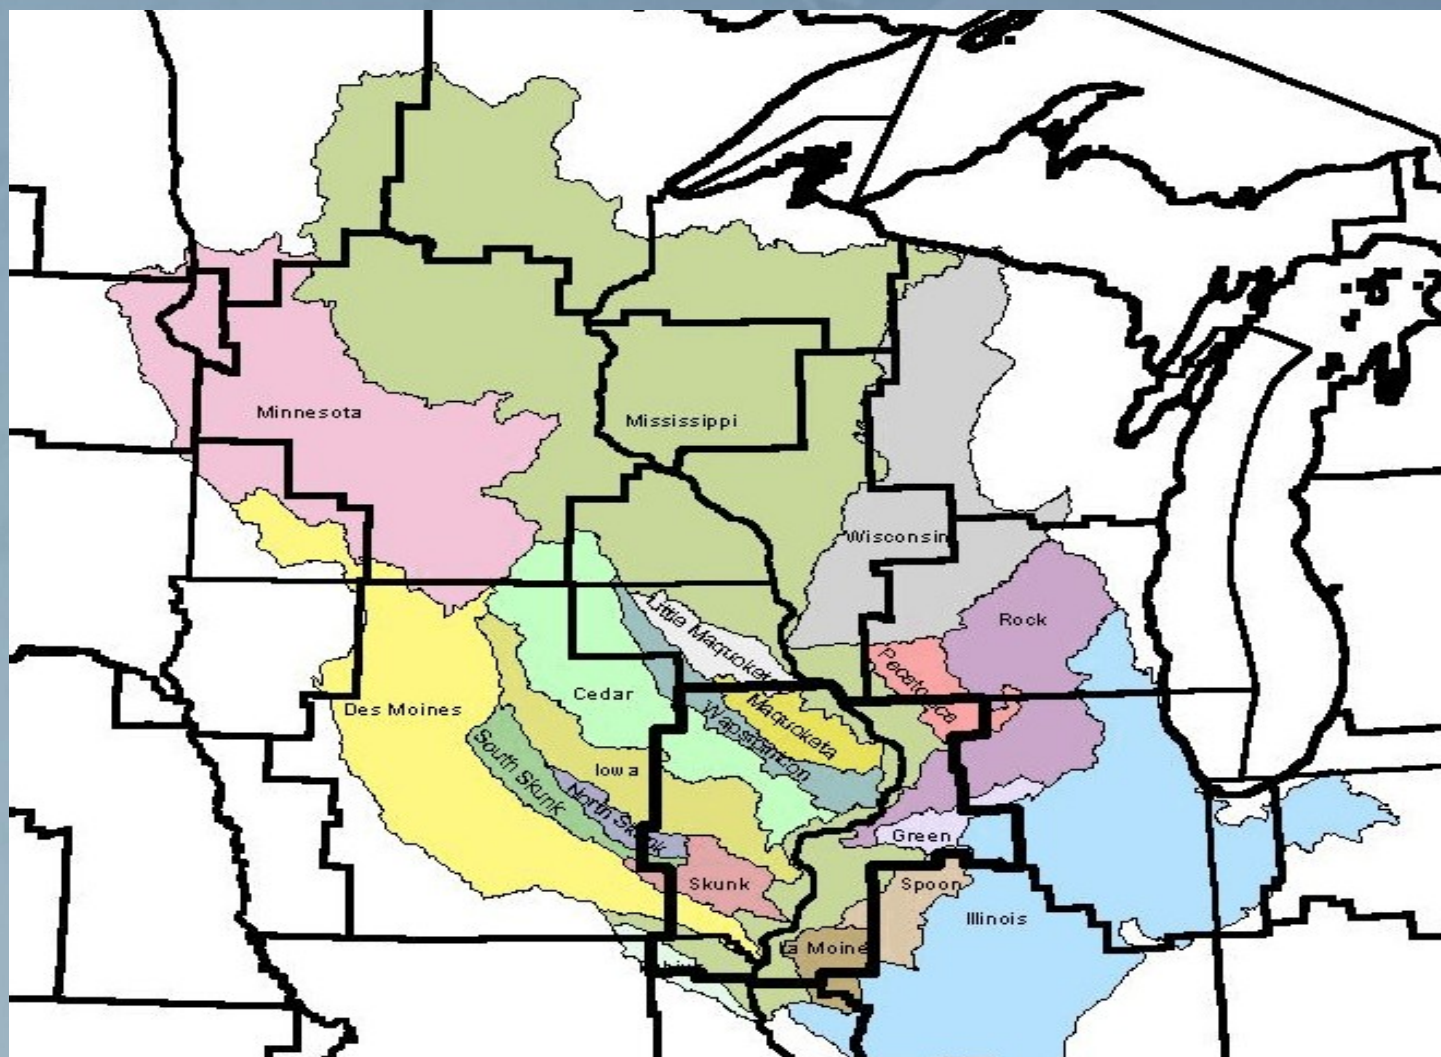 Minnesota
Mississippi
Wisconsin
Little Maquoketa
Rock
Pecatonica
Cedar
Des Moines
Maquoketa
Wapsipinicon
South Skunk
Iowa
North Skunk
Green
Skunk
Spoon
Illinois
La Moine